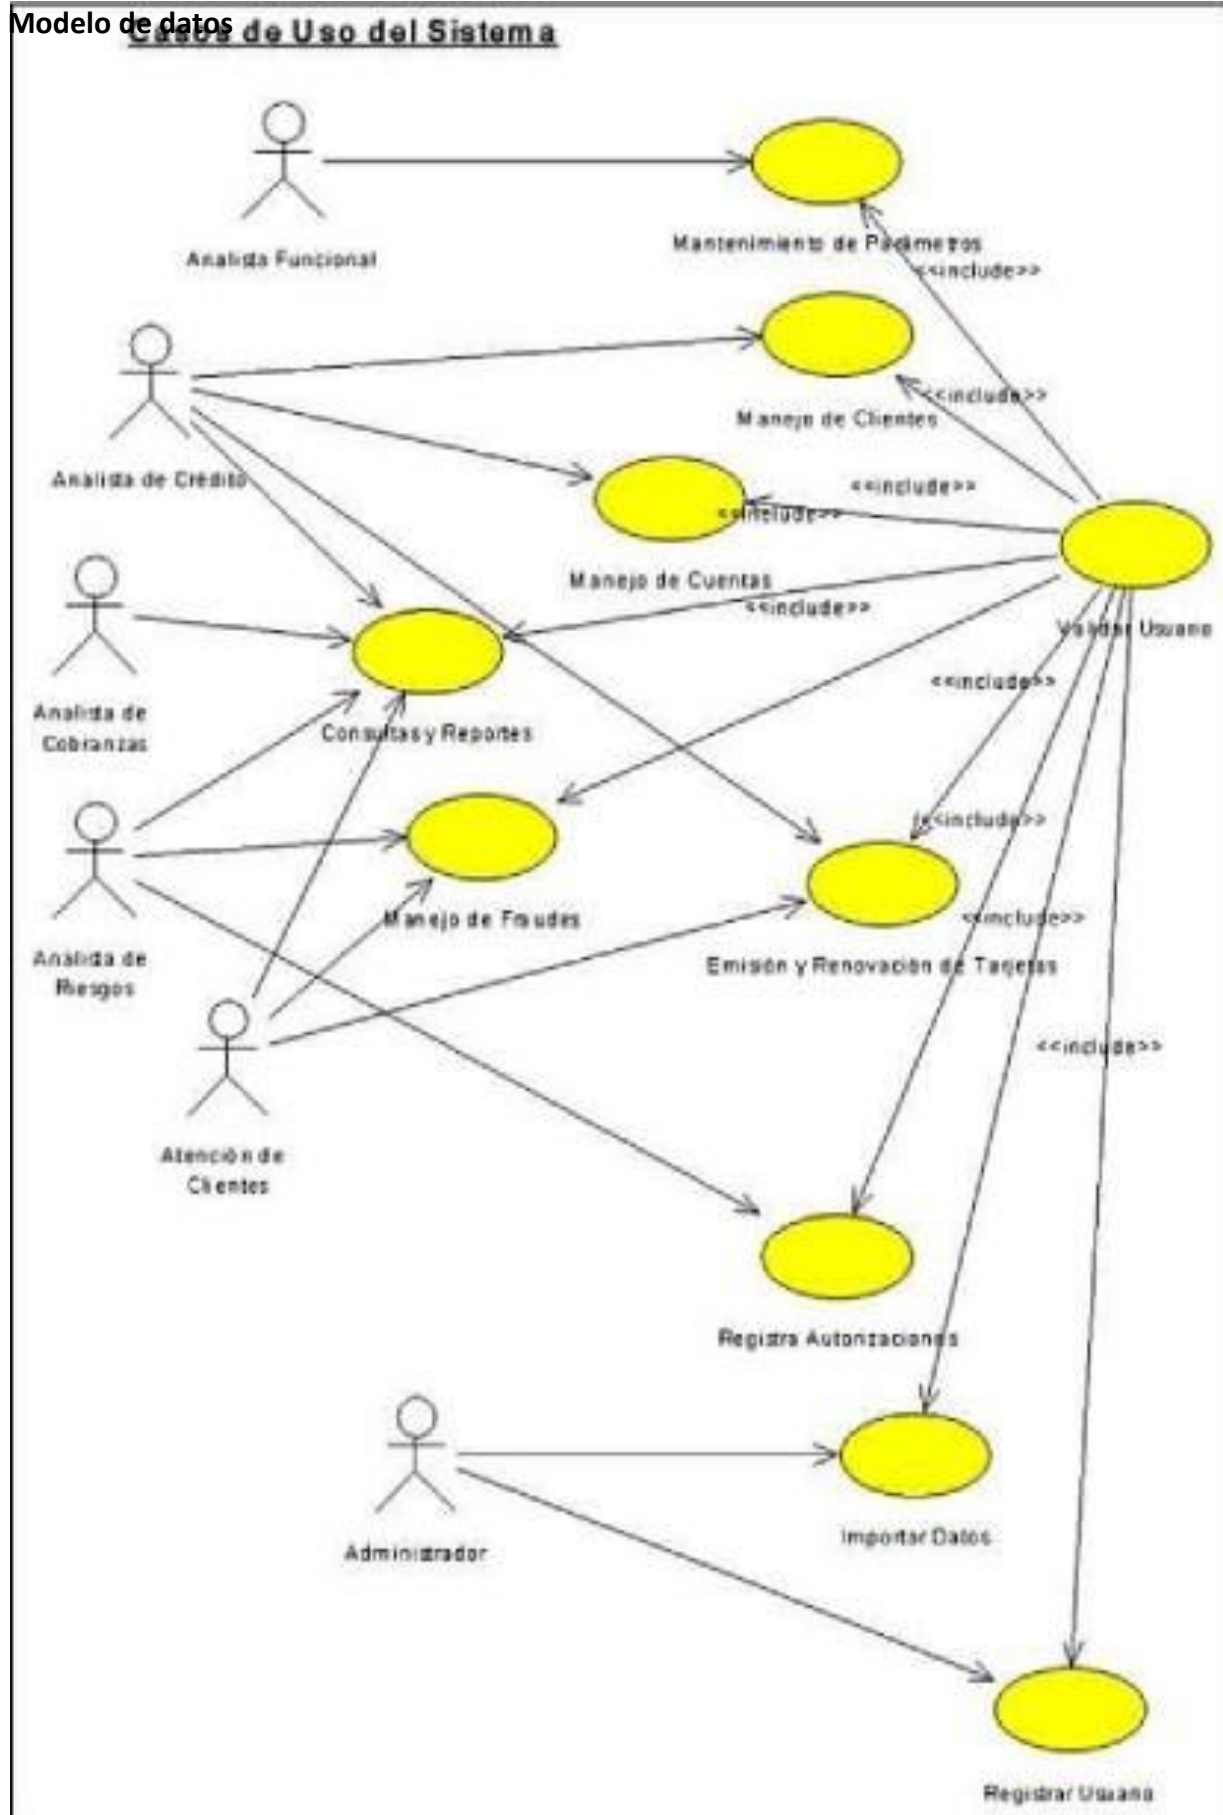 Modelo de datos
Casos de Uso del Sistema
Analista Funcional
Mantenimiento de Parámetros
<<include>>
<<include>>
Manejo de Clientes
Analista de Crédito
<<include>>
<<include>>
Manejo de Cuentas
<<include>>
Validar Usuario
<<include>>
Analista de
Cobranzas
Consultas y Reportes
<<include>>
Manejo de Fraudes
<<include>>
Analista de
Riesgos
Emisión y Renovación de Tarjetas
<<include>>
Atención de
Clientes
Registra Autorizaciones
Importar Datos
Administrador
Registrar Usuario